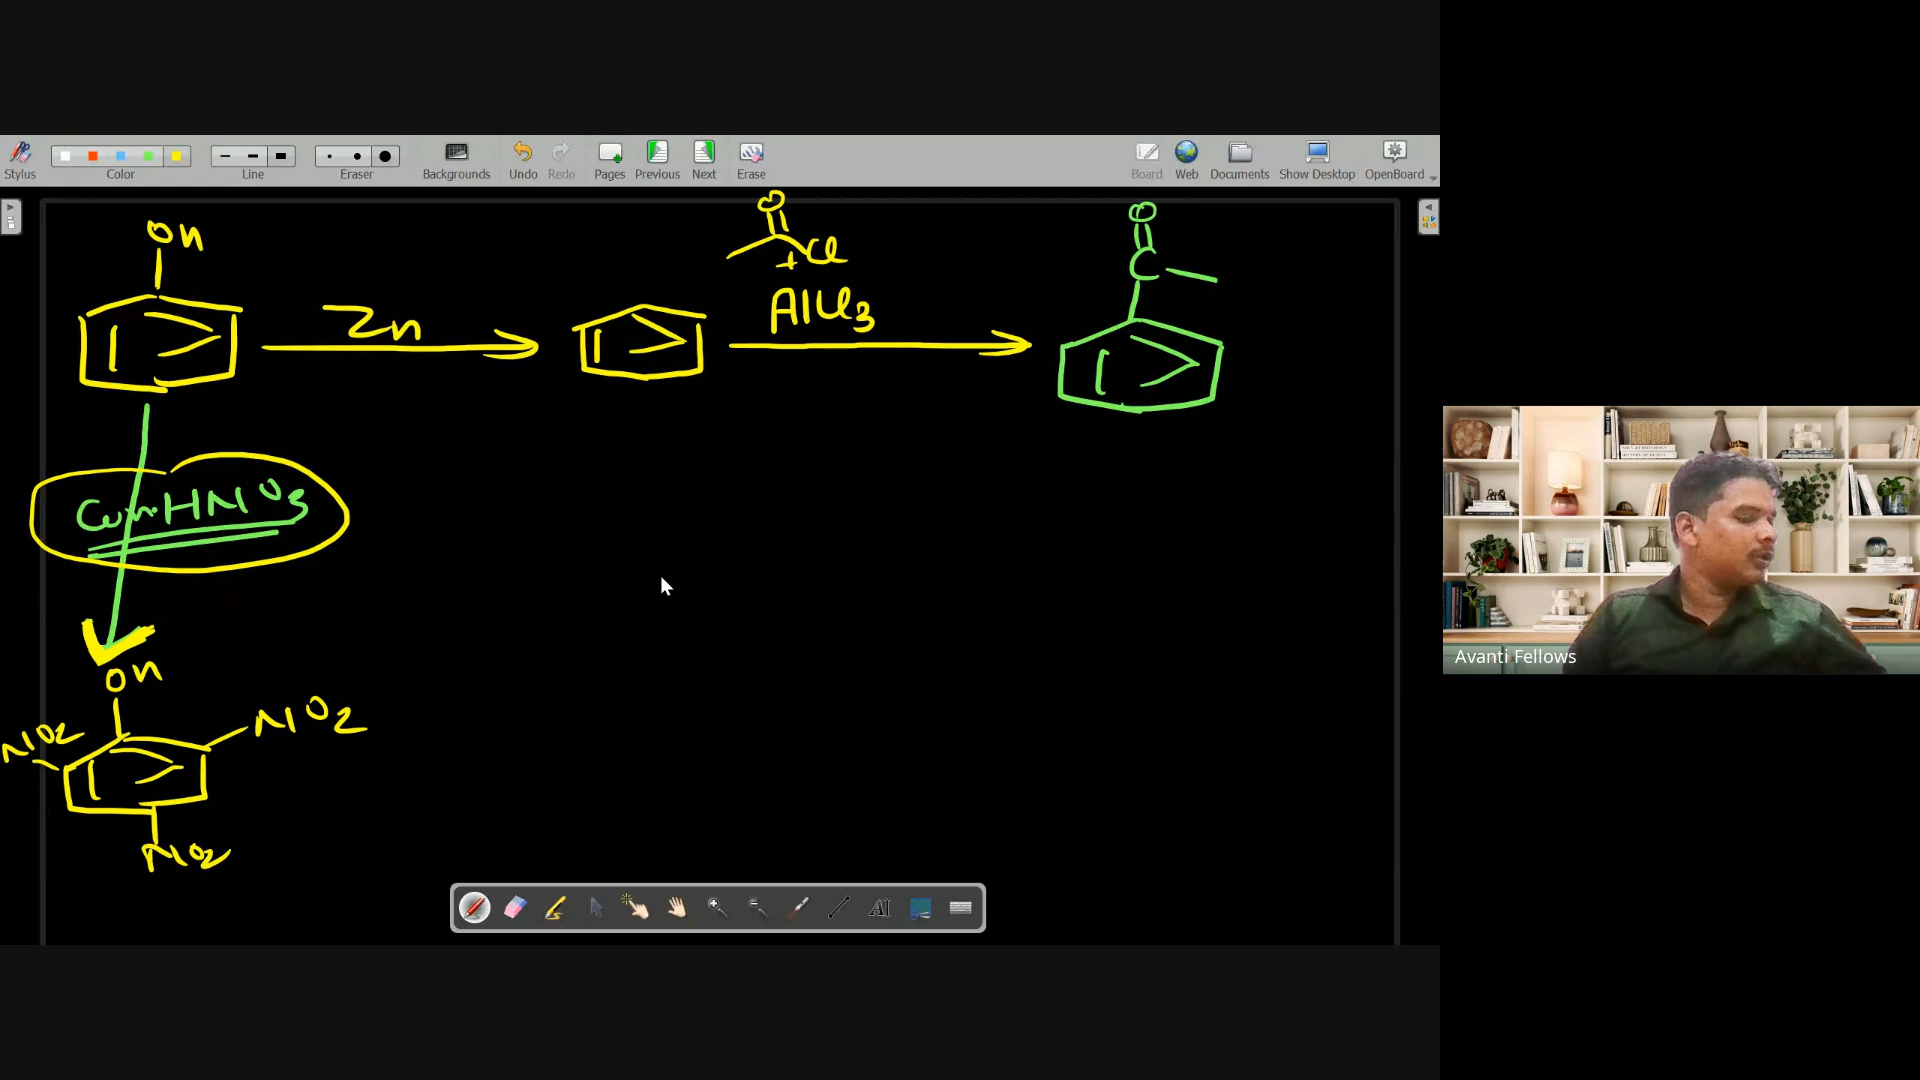 Stylus
Color
Line
Eraser
Backgrounds
Undo
Redo
Pages
Previous
Next
Erase
Board
Web
Documents
Show Desktop
OpenBoard
OH
Zn
O
Cl
+
AlCl3
O
C
Con. HNO3
OH
NO2
NO2
NO2
Avanti Fellows